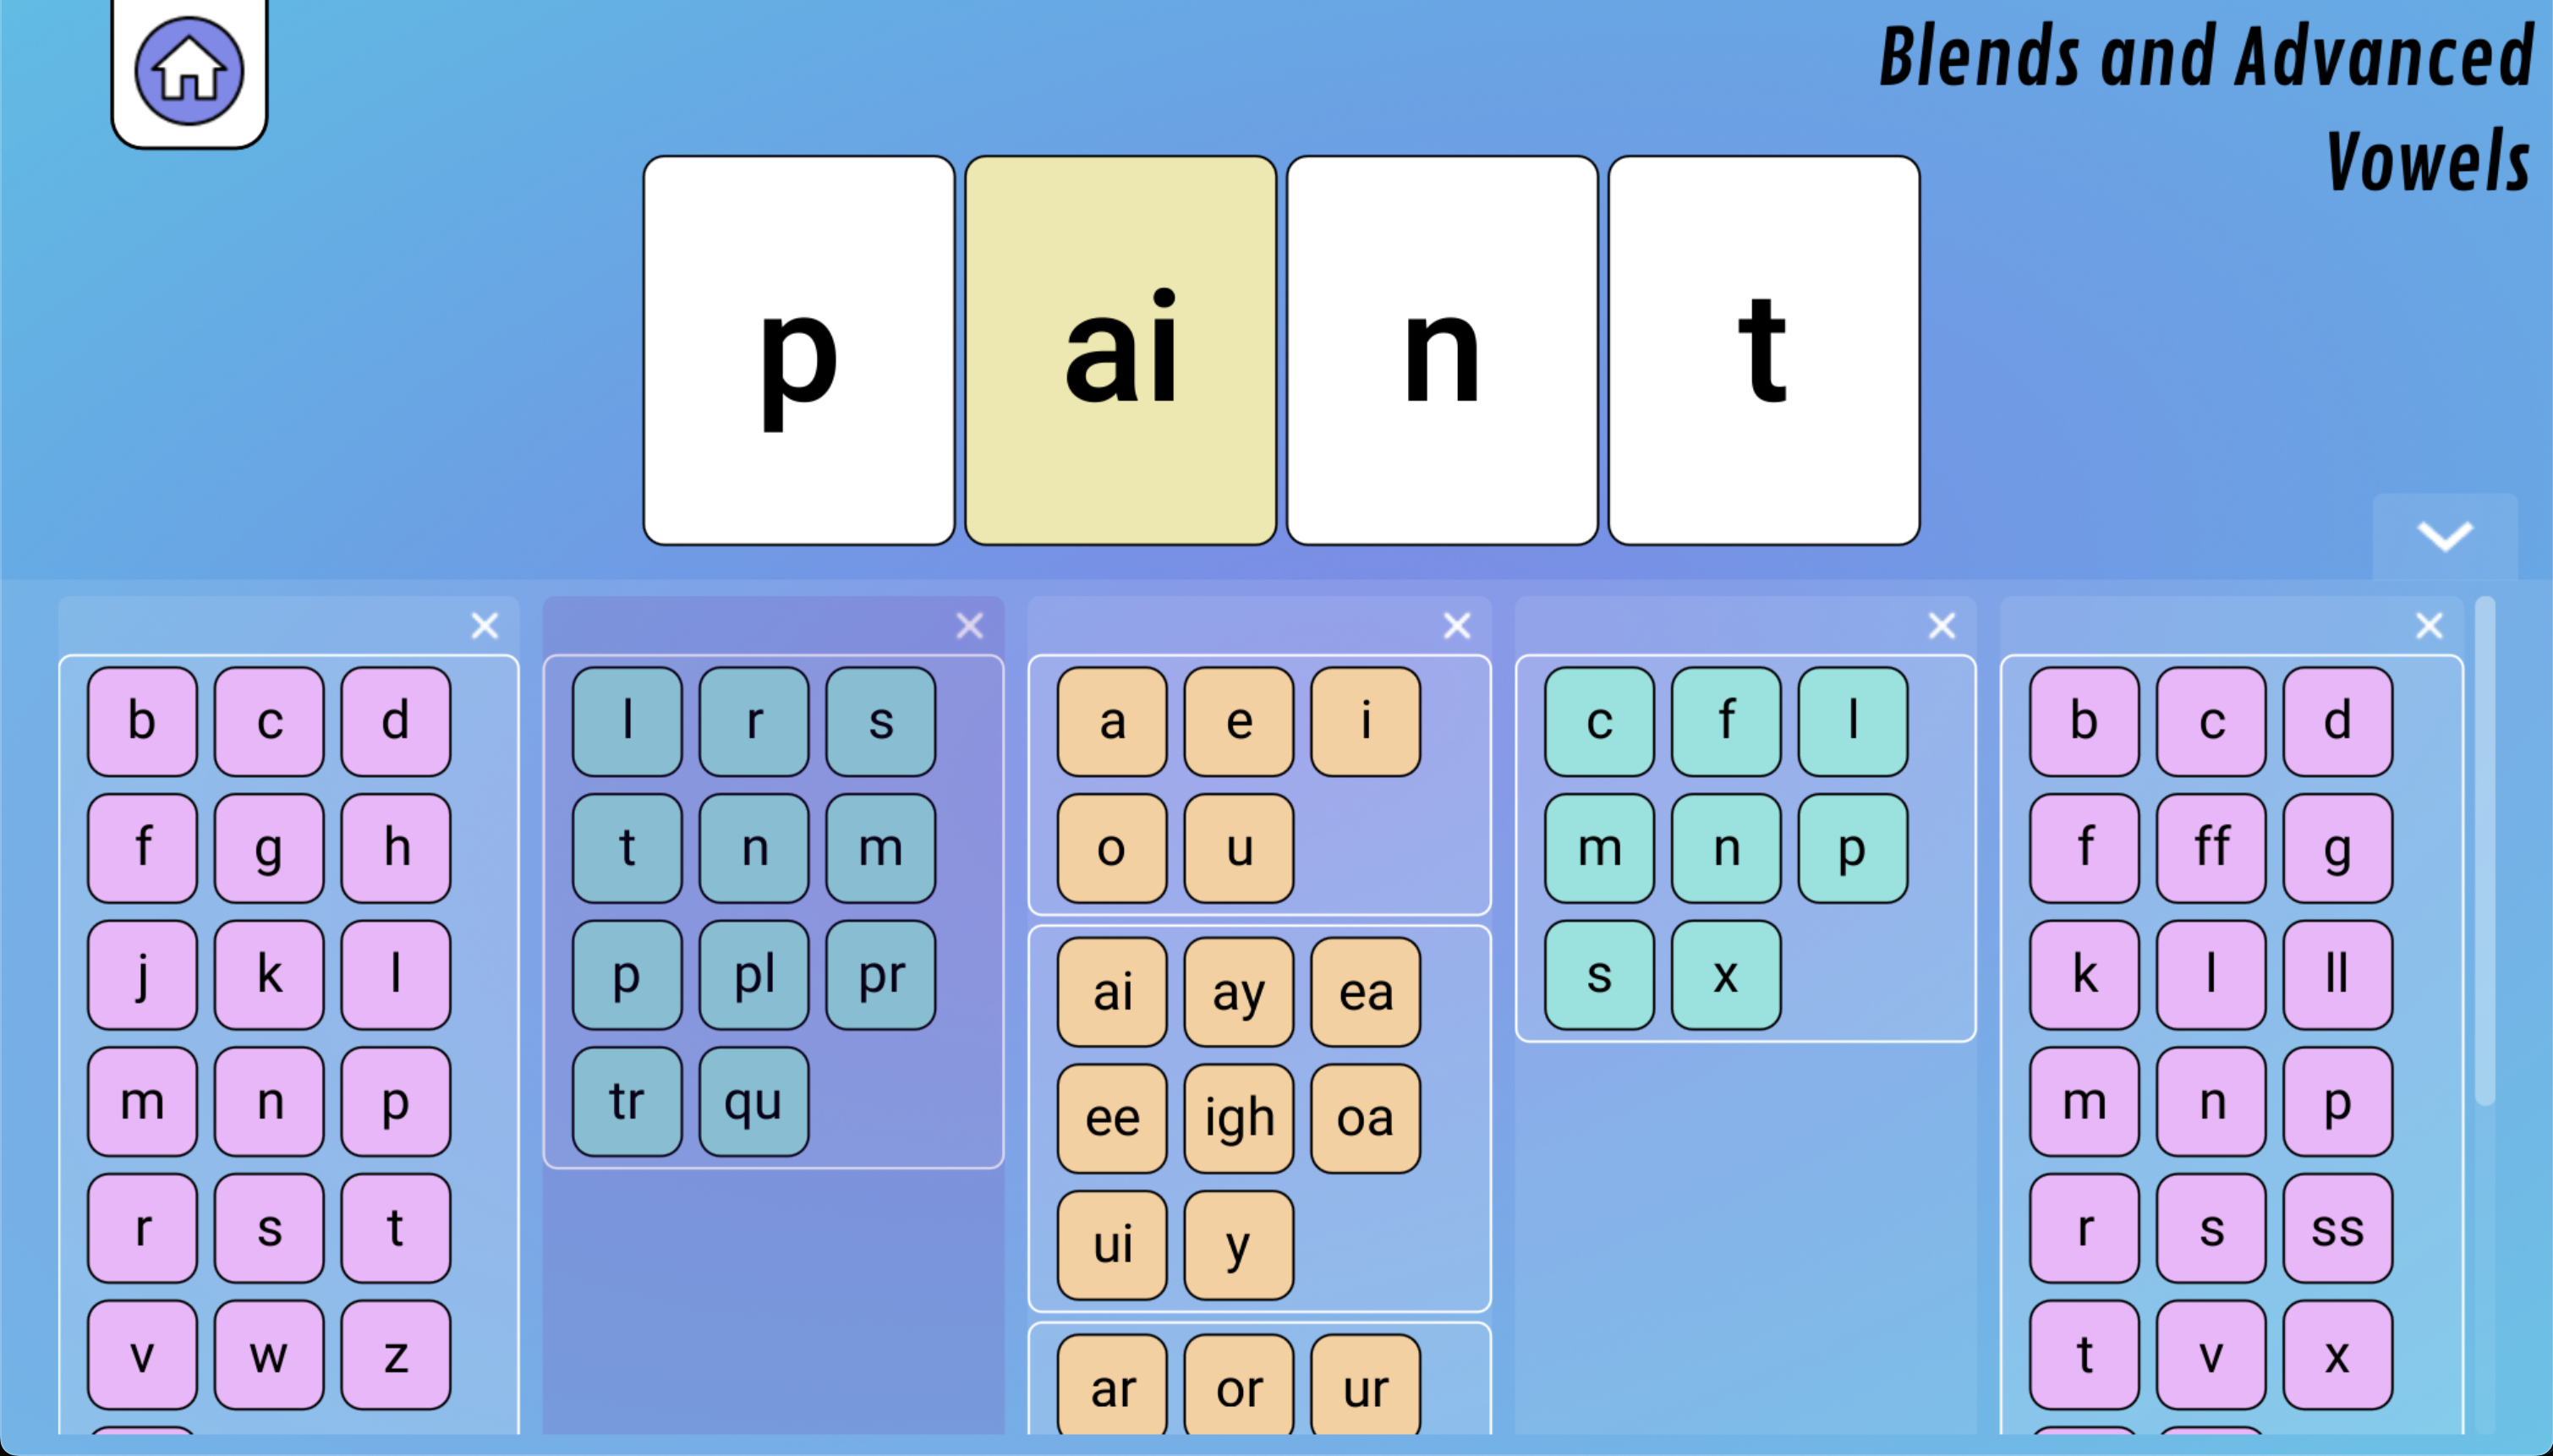 Blends and Advanced
Vowels
p ai n t
b c d
f g h
j k l
m n p
r s t
v w z
l r s
t n m
p pl pr
tr qu
a e i
o u
ai ay ea
ee igh oa
ui y
ar or ur
c f l
m n p
s x
b c d
f ff g
k l ll
m n p
r s ss
t v x